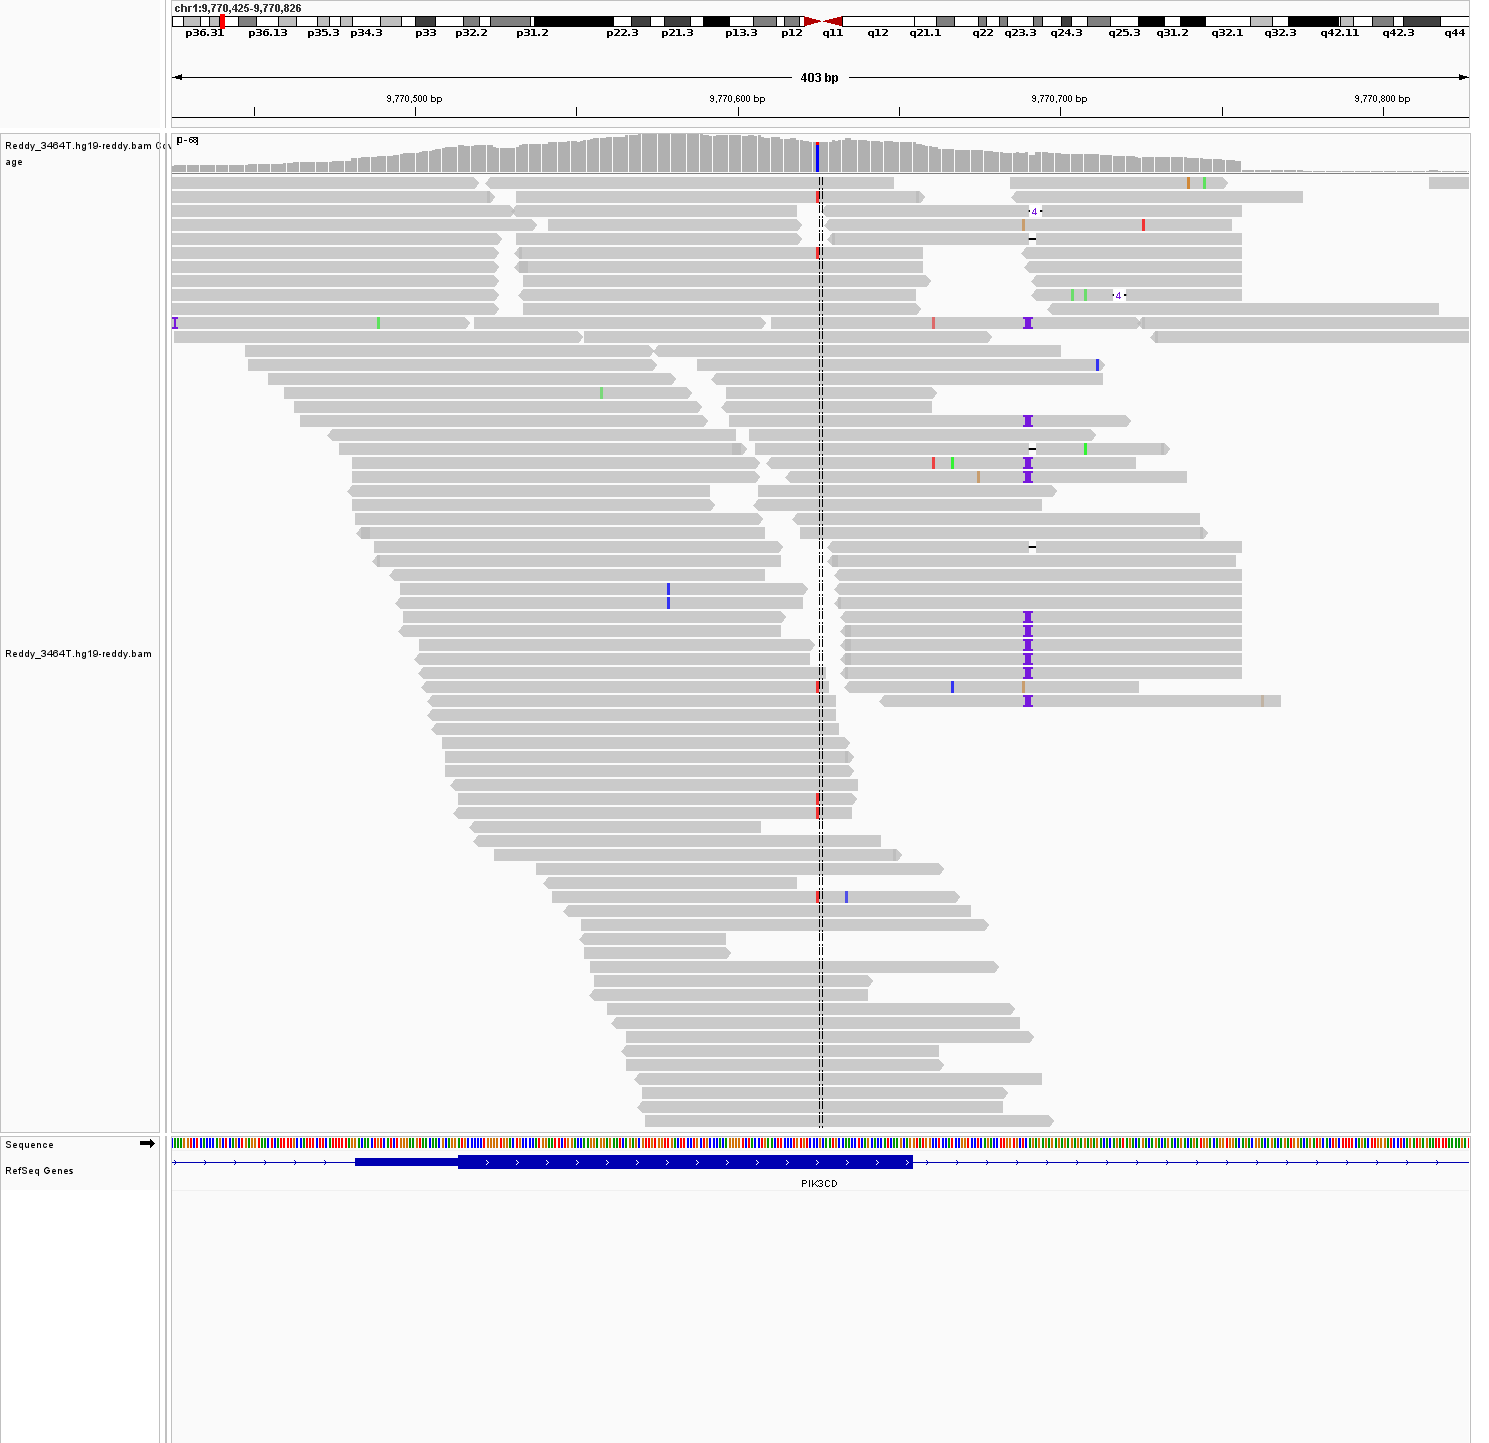 chr1:9,770,425-9,770,826
p36.31 p36.13 p35.3 p34.3 p33 p32.2 p31.2 p22.3 p21.3 p13.3 p12 q11 q12 q21.1 q22 q23.3 q24.3 q25.3 q31.2 q32.1 q32.3 q42.11 q42.3 q44
403 bp
9,770,500 bp 9,770,600 bp 9,770,700 bp 9,770,800 bp
Reddy_3464T.hg19-reddy.bam Cov
age
[0-68]
4
4
Reddy_3464T.hg19-reddy.bam
Sequence
RefSeq Genes
PIK3CD